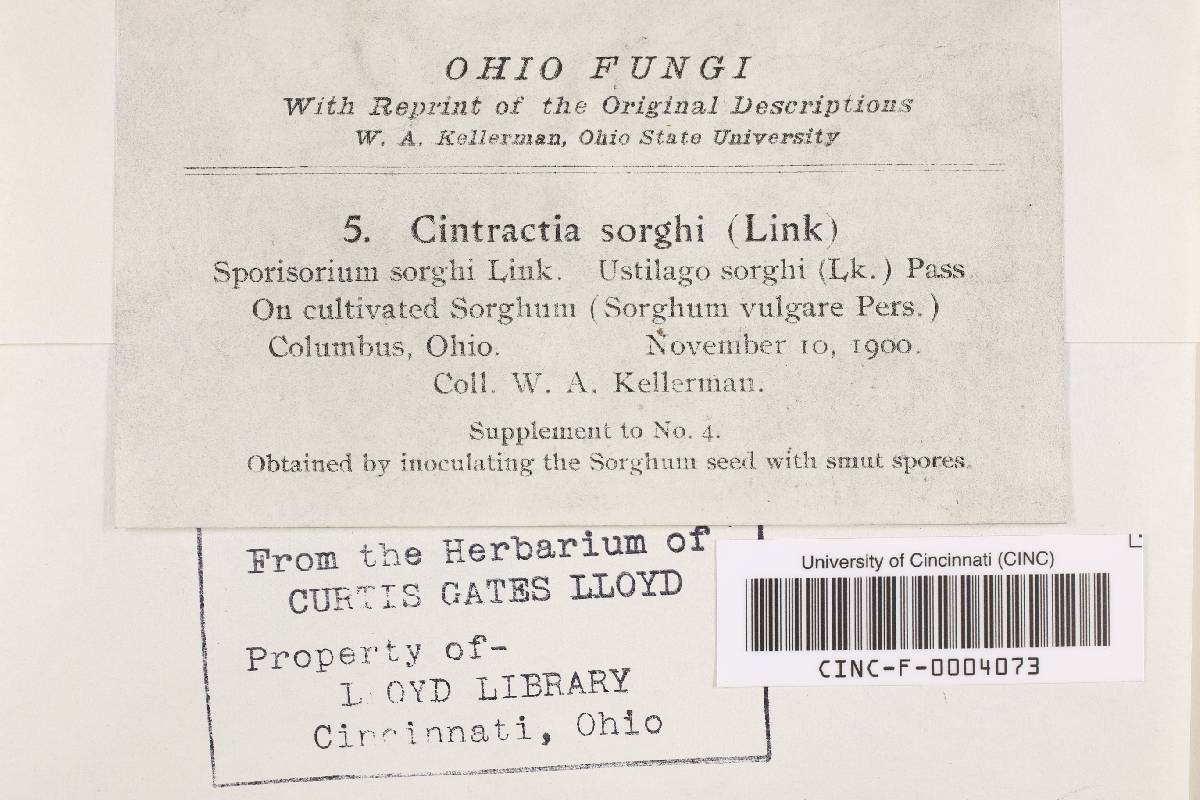 OHIO FUNGI
With Reprint of the Original Descriptions
W. A. Kellerman, Ohio State University
5. Cintractia sorghi (Link)
Sporisorium sorghi Link. Ustilago sorghi (Lk.) Pass
On cultivated Sorghum (Sorghum vulgare Pers.)
Columbus, Ohio. November 10, 1900.
Coll. W. A. Kellerman.
Supplement to No. 4.
Obtained by inoculating the Sorghum seed with smut spores.
From the Herbarium of
CURTIS GATES LLOYD
Property of-
LLOYD LIBRARY
Cincinnati, Ohio
University of Cincinnati (CINC)
CINC-F-0004073